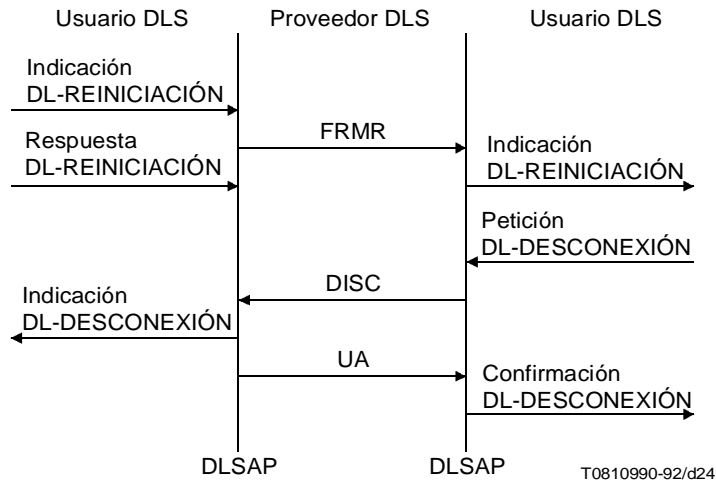 Usuario DLS
Proveedor DLS
Usuario DLS
Indicación
DL-REINICIACIÓN
FRMR
Respuesta
DL-REINICIACIÓN
Indicación
DL-REINICIACIÓN
Petición
DL-DESCONEXIÓN
DISC
Indicación
DL-DESCONEXIÓN
UA
Confirmación
DL-DESCONEXIÓN
DLSAP
DLSAP
T0810990-92/d24